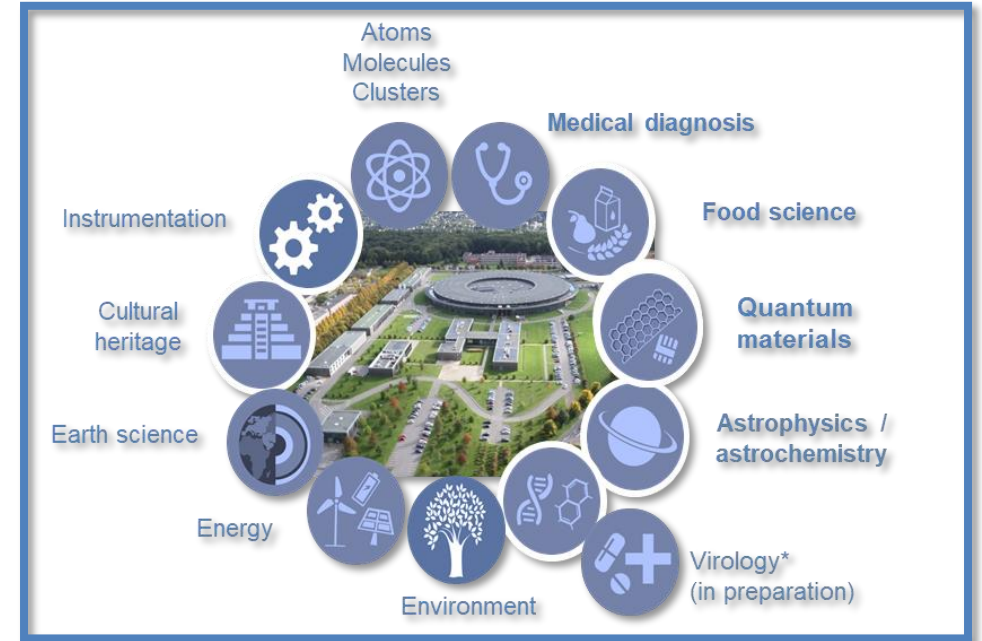 Atoms
Molecules
Clusters
Medical diagnosis
Instrumentation
Food science
Cultural
heritage
Quantum
materials
Earth science
Astrophysics /
astrochemistry
Energy
Environment
Virology*
(in preparation)